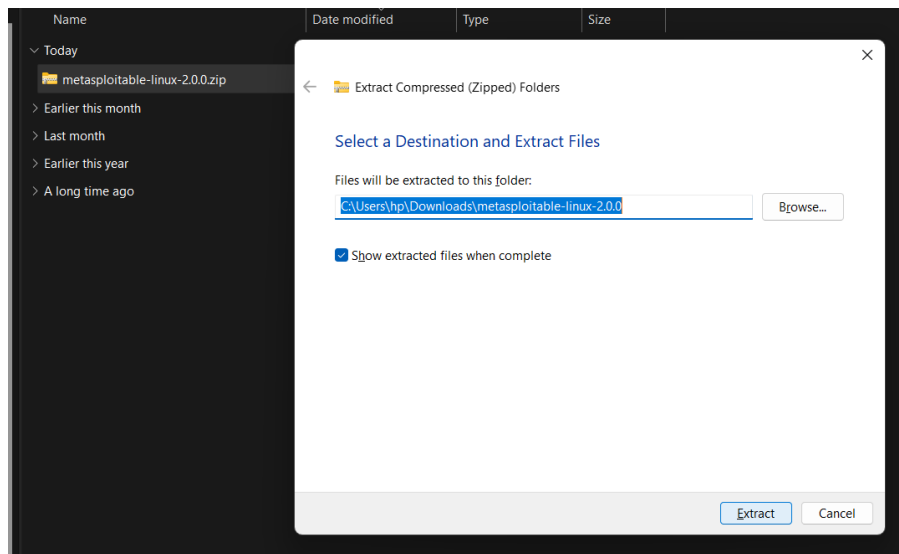 Name Date modified Type Size
Today
metasploitable-linux-2.0.0.zip
Earlier this month
Last month
Earlier this year
A long time ago
Extract Compressed (Zipped) Folders
Select a Destination and Extract Files
Files will be extracted to this folder:
C:\Users\hp\Downloads\metasploitable-linux-2.0.0
Browse...
Show extracted files when complete
Extract Cancel